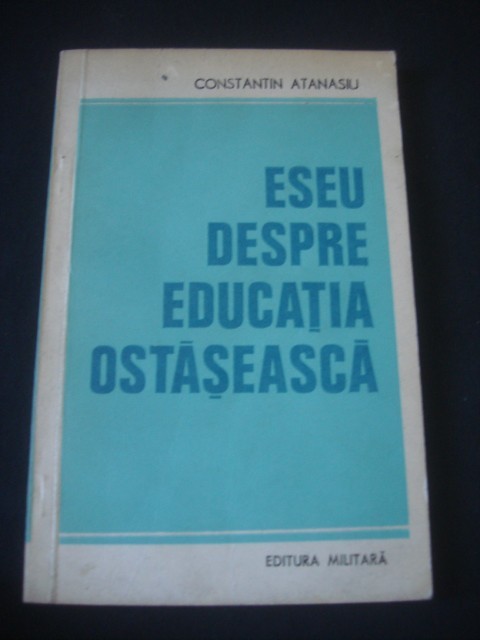 CONSTANTIN ATANASIU
ESEU
DESPRE
EDUCAȚIA
OSTĂȘEASCĂ
EDITURA MILITARĂ